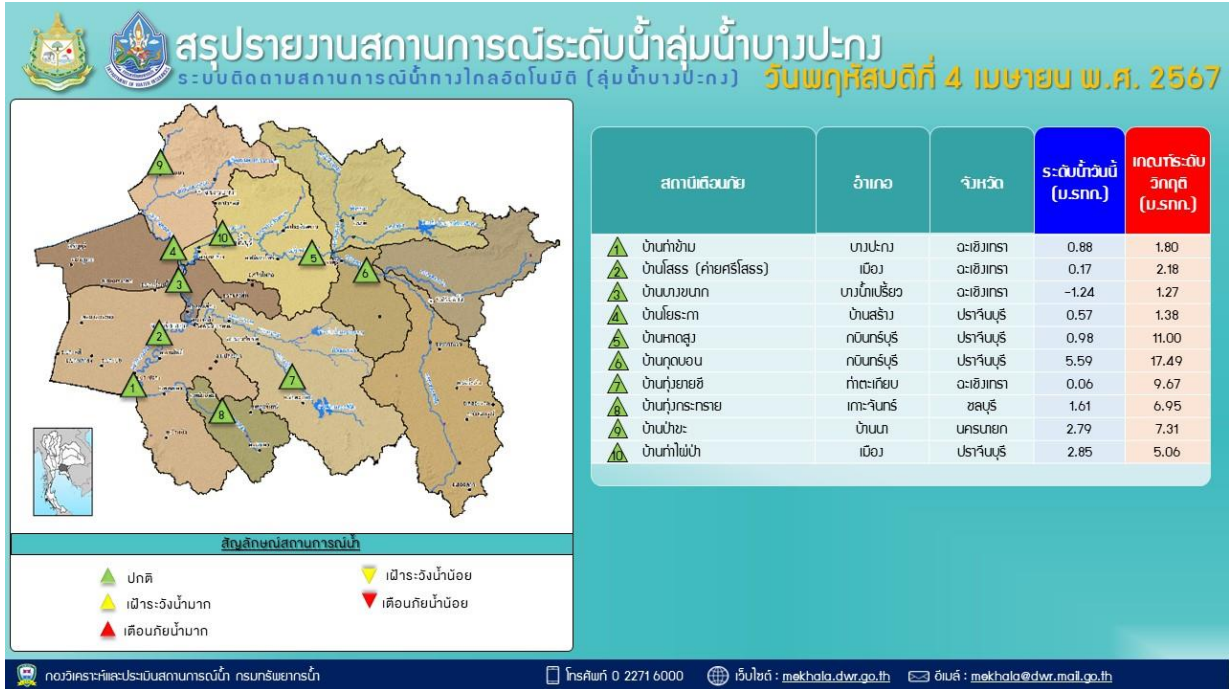 สรุปรายงานสถานการณ์ระดับน้ำลุ่มน้ำบางปะกง
ระบบติดตามสถานการณ์น้ำทางไกลอัตโนมัติ (ลุ่มน้ำบางปะกง) วันพฤหัสบดีที่ 4 เมษายน พ.ศ. 2567
สถานีเตือนภัย อำเภอ จังหวัด ระดับน้ำวันนี้ (ม.รทก.) เกณฑ์ระดับวิกฤติ (ม.รทก.)
1 บ้านท่าข้าม บางปะกง ฉะเชิงเทรา 0.88 1.80
2 บ้านโสธร (ค่ายศรีโสธร) เมือง ฉะเชิงเทรา 0.17 2.18
3 บ้านบางขนาก บางน้ำเปรี้ยว ฉะเชิงเทรา -1.24 1.27
4 บ้านโยธะกา บ้านสร้าง ปราจีนบุรี 0.57 1.38
5 บ้านหาดสูง กบินทร์บุรี ปราจีนบุรี 0.98 11.00
6 บ้านกุดบอน กบินทร์บุรี ปราจีนบุรี 5.59 17.49
7 บ้านทุ่งยายชี ท่าตะเกียบ ฉะเชิงเทรา 0.06 9.67
8 บ้านทุ่งกระทราย เกาะจันทร์ ชลบุรี 1.61 6.95
9 บ้านป่าขะ บ้านนา นครนายก 2.79 7.31
10 บ้านท่าไผ่ป่า เมือง ปราจีนบุรี 2.85 5.06
9
10
4
5
6
3
2
1
7
8
สัญลักษณ์สถานการณ์น้ำ
ปกติ เฝ้าระวังน้ำน้อย
เฝ้าระวังน้ำมาก เตือนภัยน้ำน้อย
เตือนภัยน้ำมาก
กองวิเคราะห์และประเมินสถานการณ์น้ำ กรมทรัพยากรน้ำ โทรศัพท์ 0 2271 6000 เว็บไซต์ : mekhala.dwr.go.th อีเมล์ : mekhala@dwr.mail.go.th